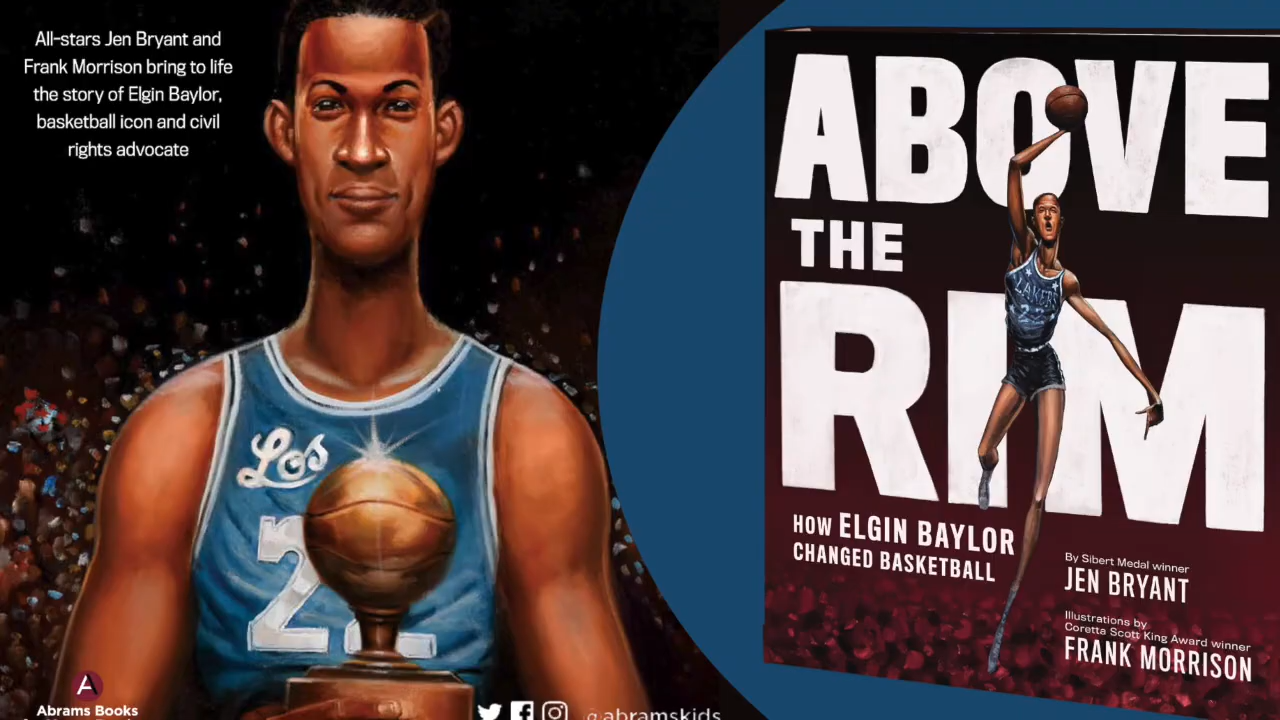 All-stars Jen Bryant and
Frank Morrison bring to life
the story of Elgin Baylor,
basketball icon and civil
rights advocate
Los
22
Abrams Books
@abramskids
ABOVE
THE
RIM
LAKERS
HOW ELGIN BAYLOR
CHANGED BASKETBALL
By Sibert Medal winner
JEN BRYANT
Illustrations by
Coretta Scott King Award winner
FRANK MORRISON